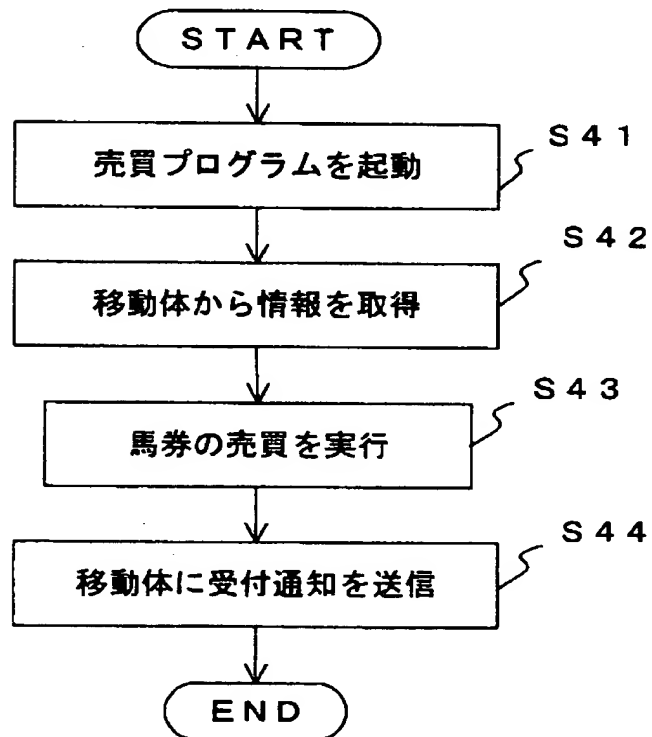 START
売買プログラムを起動
S41
移動体から情報を取得
S42
馬券の売買を実行
S43
移動体に受付通知を送信
S44
END